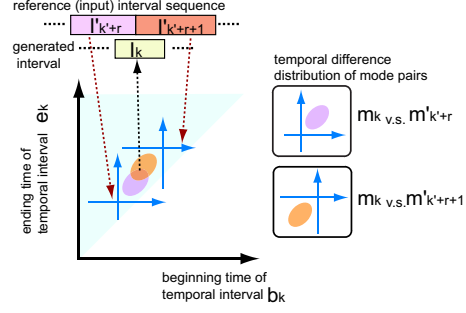 reference (input) interval sequence
I'k'+r I'k'+r+1
generated
interval
Ik
temporal difference
distribution of mode pairs
mk v.s. m'k'+r
mk v.s. m'k'+r+1
ending time of
temporal interval ek
beginning time of
temporal interval bk